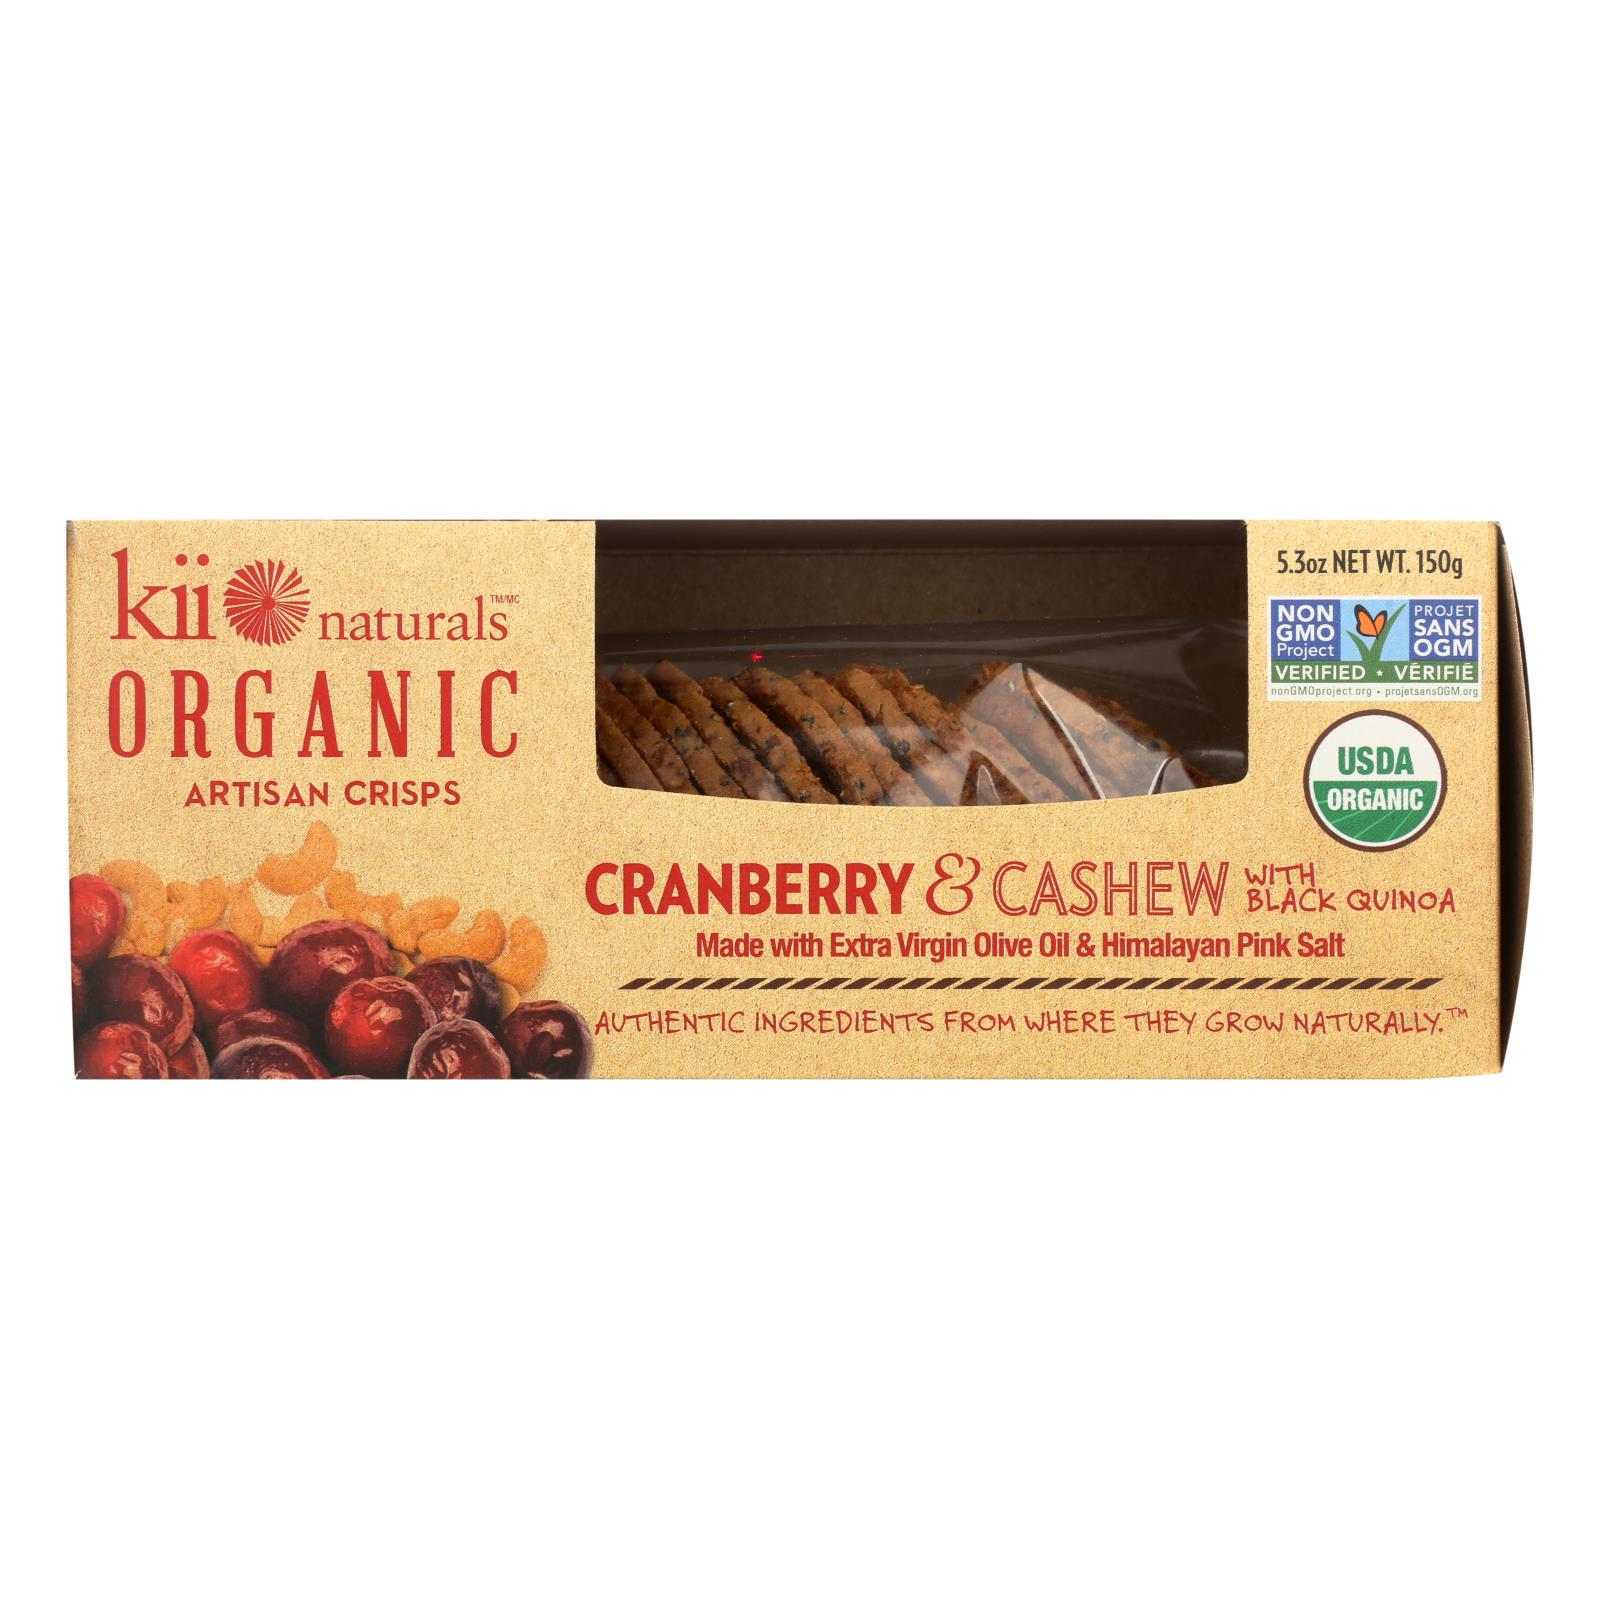 kii naturals TM/MC
ORGANIC
ARTISAN CRISPS
5.3oz NET WT. 150g
NON
GMO
Project
PROJET
SANS
OGM
VERIFIED ★ VÉRIFIÉ
nonGMOproject.org • projetsansOGM.org
USDA
ORGANIC
CRANBERRY & CASHEW WITH
BLACK QUINOA
Made with Extra Virgin Olive Oil & Himalayan Pink Salt
AUTHENTIC INGREDIENTS FROM WHERE THEY GROW NATURALLY.™